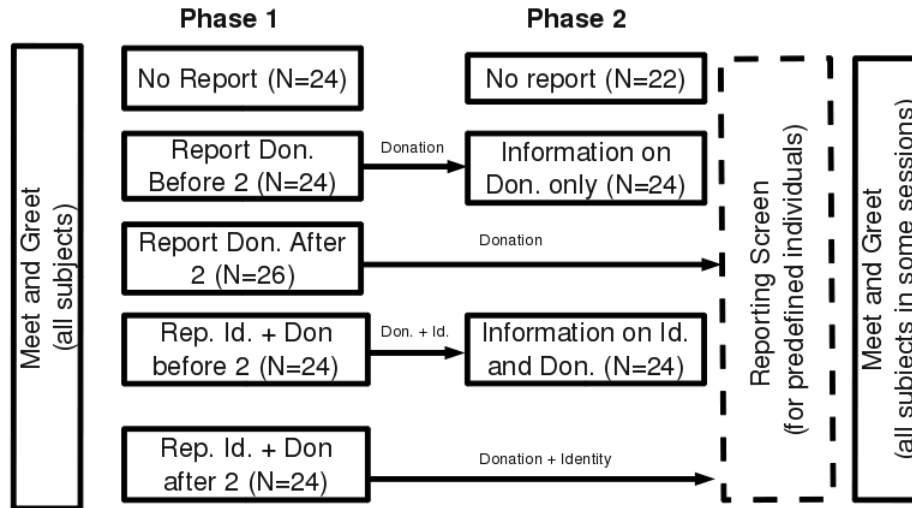 Phase 1
Phase 2
Meet and Greet
(all subjects)
No Report (N=24)
No report (N=22)
Report Don.
Before 2 (N=24)
Donation
Information on
Don. only (N=24)
Report Don. After
2 (N=26)
Donation
Rep. Id. + Don
before 2 (N=24)
Don. + Id.
Information on Id.
and Don. (N=24)
Rep. Id. + Don
after 2 (N=24)
Donation + Identity
Reporting Screen
(for predefined individuals)
Meet and Greet
(all subjects in some sessions)